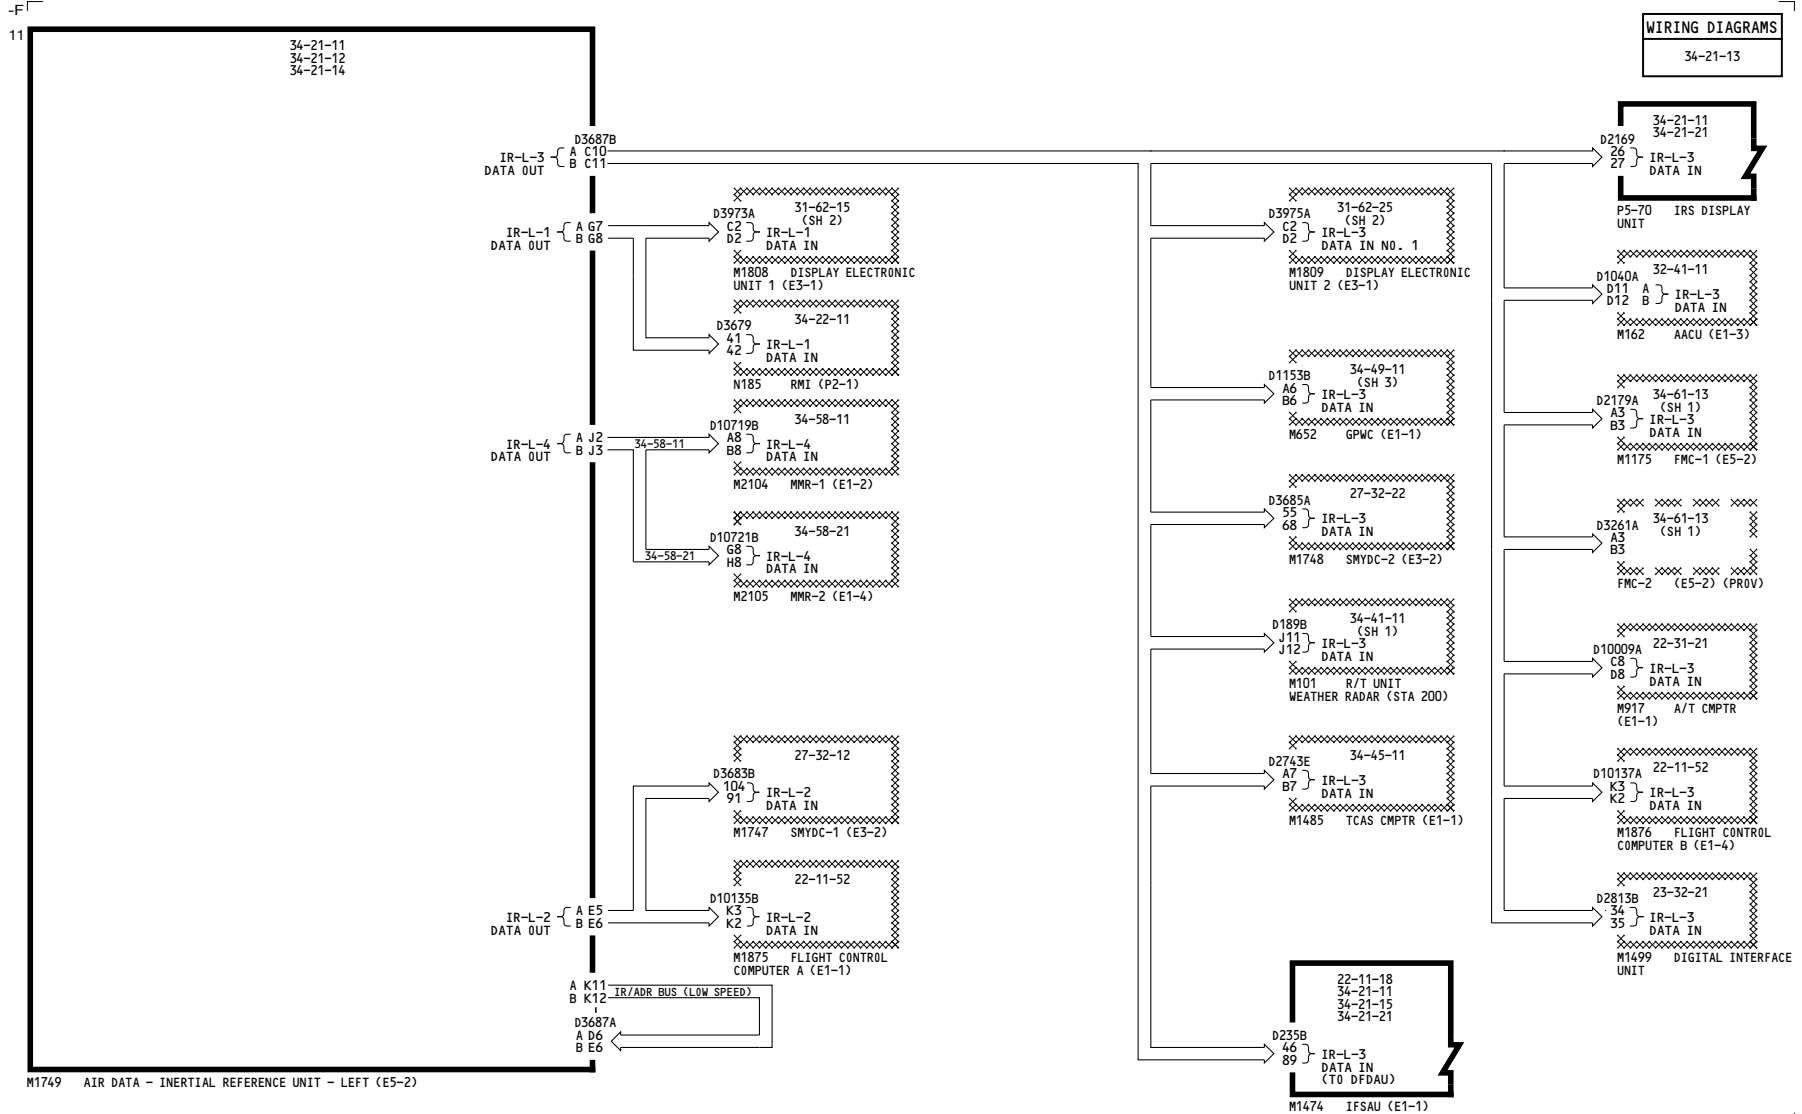 -F
11
34-21-11
34-21-12
34-21-14
WIRING DIAGRAMS
34-21-13
D3687B
IR-L-3 A C10
DATA OUT B C11
IR-L-1 A G7
DATA OUT B G8
IR-L-4 A J2
DATA OUT B J3
34-58-11
34-58-21
IR-L-2 A E5
DATA OUT B E6
A K11
B K12
IR/ADR BUS (LOW SPEED)
D3687A
A D6
B E6
M1749 AIR DATA - INERTIAL REFERENCE UNIT - LEFT (E5-2)
D3973A
31-62-15
(SH 2)
C2
D2
IR-L-1
DATA IN
M1808 DISPLAY ELECTRONIC
UNIT 1 (E3-1)
34-22-11
D3679
41
42
IR-L-1
DATA IN
N185 RMI (P2-1)
34-58-11
D10719B
A8
B8
IR-L-4
DATA IN
M2104 MMR-1 (E1-2)
34-58-21
D10721B
G8
H8
IR-L-4
DATA IN
M2105 MMR-2 (E1-4)
27-32-12
D3683B
104
91
IR-L-2
DATA IN
M1747 SMYDC-1 (E3-2)
22-11-52
D10135B
K3
K2
IR-L-2
DATA IN
M1875 FLIGHT CONTROL
COMPUTER A (E1-1)
D3975A
31-62-25
(SH 2)
C2
D2
IR-L-3
DATA IN NO. 1
M1809 DISPLAY ELECTRONIC
UNIT 2 (E3-1)
34-49-11
D1153B
(SH 3)
A6
B6
IR-L-3
DATA IN
M652 GPWC (E1-1)
27-32-22
D3685A
55
68
IR-L-3
DATA IN
M1748 SMYDC-2 (E3-2)
34-41-11
D189B
(SH 1)
J11
J12
IR-L-3
DATA IN
M101 R/T UNIT
WEATHER RADAR (STA 200)
34-45-11
D2743E
A7
B7
IR-L-3
DATA IN
M1485 TCAS CMPTR (E1-1)
22-11-18
34-21-11
34-21-15
34-21-21
D235B
46
89
IR-L-3
DATA IN
(TO DFDAU)
M1474 IFSAU (E1-1)
34-21-11
34-21-21
D2169
26
27
IR-L-3
DATA IN
P5-70 IRS DISPLAY
UNIT
32-41-11
D1040A
D11 A
D12 B
IR-L-3
DATA IN
M162 AACU (E1-3)
34-61-13
D2179A
(SH 1)
A3
B3
IR-L-3
DATA IN
M1175 FMC-1 (E5-2)
34-61-13
D3261A
(SH 1)
A3
B3
FMC-2 (E5-2) (PROV)
22-31-21
D10009A
C8
D8
IR-L-3
DATA IN
M917 A/T CMPTR
(E1-1)
22-11-52
D10137A
K3
K2
IR-L-3
DATA IN
M1876 FLIGHT CONTROL
COMPUTER B (E1-4)
23-32-21
D2813B
34
35
IR-L-3
DATA IN
M1499 DIGITAL INTERFACE
UNIT